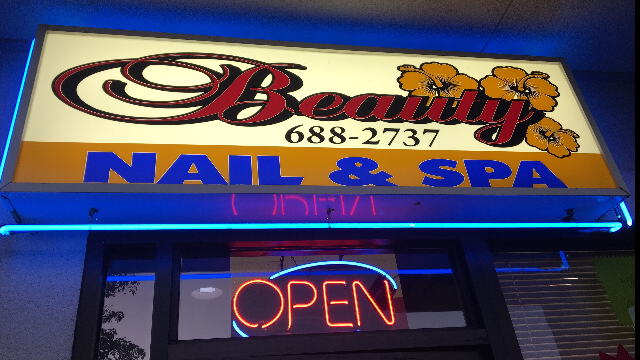 Beauty
688-2737
NAIL & SPA
OPEN